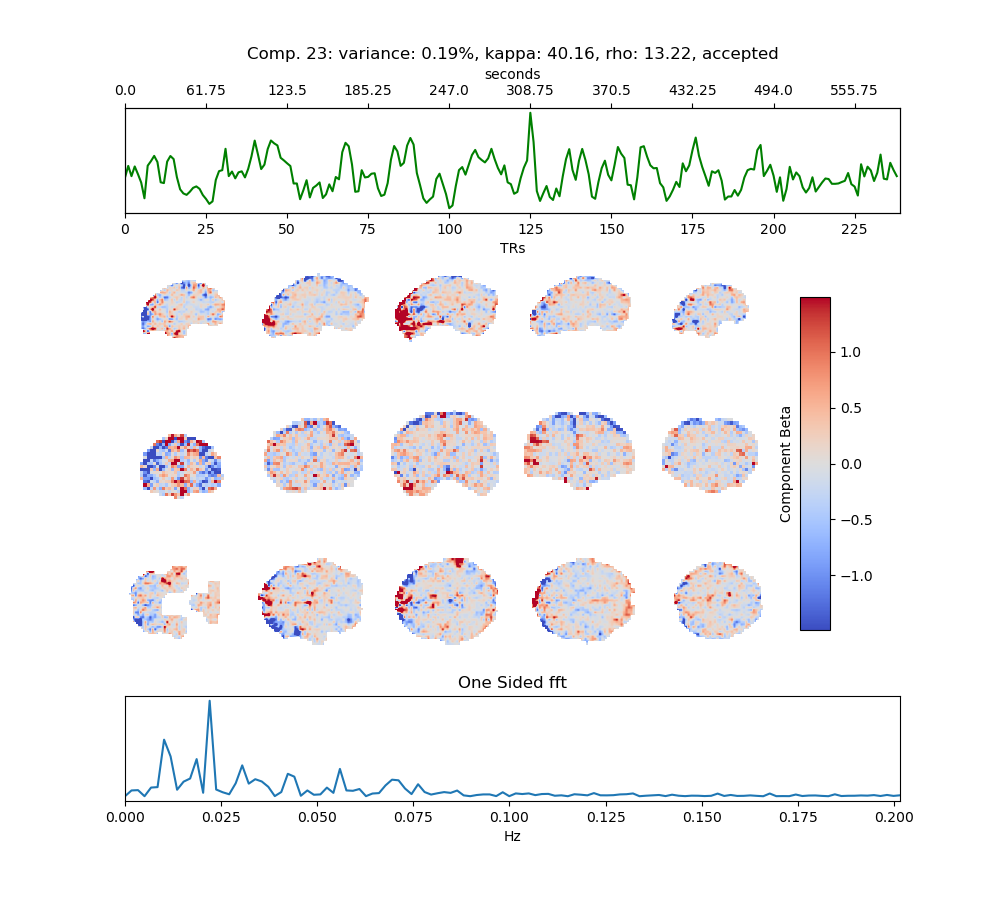 Comp. 23: variance: 0.19%, kappa: 40.16, rho: 13.22, accepted
seconds
0.0 61.75 123.5 185.25 247.0 308.75 370.5 432.25 494.0 555.75
0 25 50 75 100 125 150 175 200 225
TRs
1.0
0.5
0.0
−0.5
−1.0
Component Beta
One Sided fft
0.000 0.025 0.050 0.075 0.100 0.125 0.150 0.175 0.200
Hz